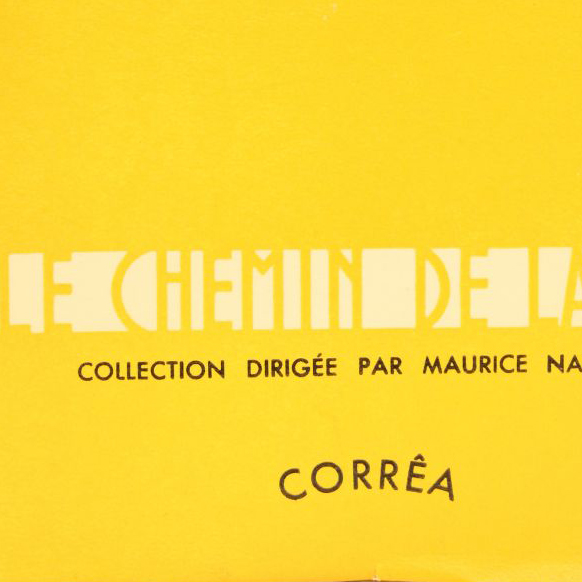 LE CHEMIN DE LA
COLLECTION DIRIGÉE PAR MAURICE NA
CORRÊA